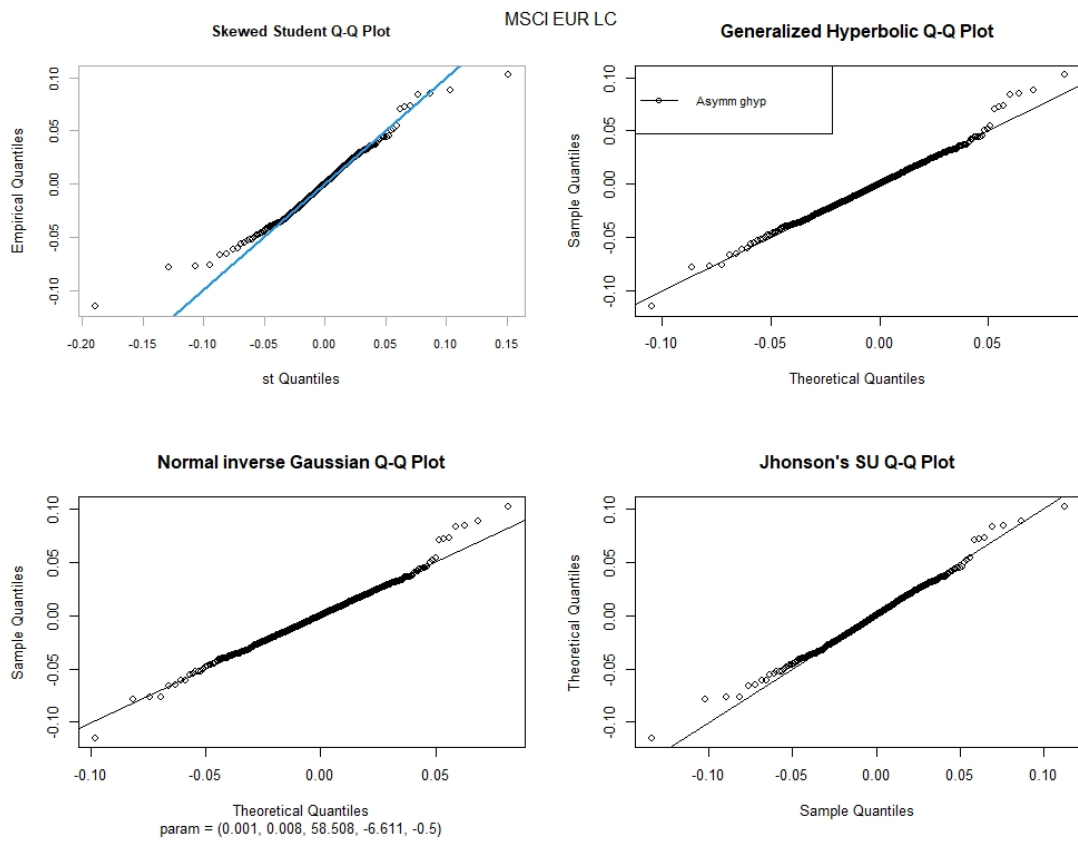 MSCI EUR LC
Skewed Student Q-Q Plot
Empirical Quantiles
0.10
0.05
0.00
-0.05
-0.10
-0.20 -0.15 -0.10 -0.05 0.00 0.05 0.10 0.15
st Quantiles
Generalized Hyperbolic Q-Q Plot
Asymm ghyp
Sample Quantiles
0.10
0.05
0.00
-0.05
-0.10
-0.10 -0.05 0.00 0.05
Theoretical Quantiles
Normal inverse Gaussian Q-Q Plot
Sample Quantiles
0.10
0.05
0.00
-0.05
-0.10
-0.10 -0.05 0.00 0.05
Theoretical Quantiles
param = (0.001, 0.008, 58.508, -6.611, -0.5)
Jhonson's SU Q-Q Plot
Theoretical Quantiles
0.10
0.05
0.00
-0.05
-0.10
-0.10 -0.05 0.00 0.05 0.10
Sample Quantiles